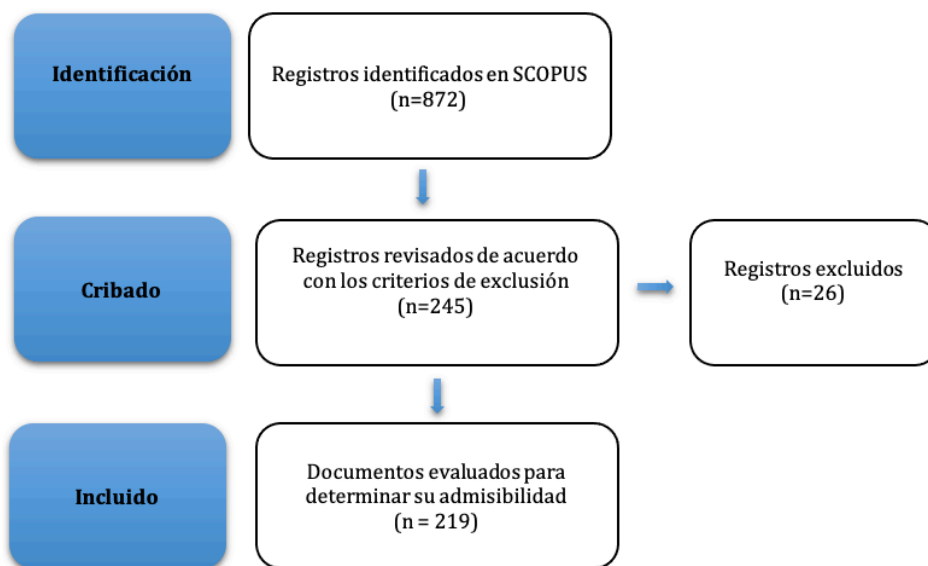 Identificación
Registros identificados en SCOPUS
(n=872)
Cribado
Registros revisados de acuerdo
con los criterios de exclusión
(n=245)
Registros excluidos
(n=26)
Incluido
Documentos evaluados para
determinar su admisibilidad
(n = 219)